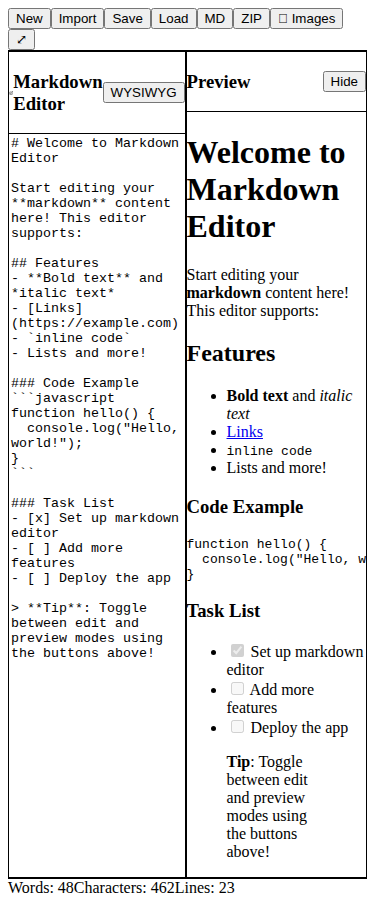 New Import Save Load MD ZIP Images
⤢
Markdown
Editor
WYSIWYG
# Welcome to Markdown
Editor
Start editing your
**markdown** content
here! This editor
supports:
## Features
- **Bold text** and
*italic text*
- [Links]
(https://example.com)
- `inline code`
- Lists and more!
### Code Example
```javascript
function hello() {
  console.log("Hello,
world!");
}
```
### Task List
- [x] Set up markdown
editor
- [ ] Add more
features
- [ ] Deploy the app
> **Tip**: Toggle
between edit and
preview modes using
the buttons above!
Preview
Hide
Welcome to
Markdown
Editor
Start editing your
markdown content here!
This editor supports:
Features
Bold text and italic
text
Links
inline code
Lists and more!
Code Example
function hello() {
  console.log("Hello, w
}
Task List
Set up markdown
editor
Add more
features
Deploy the app
Tip: Toggle
between edit
and preview
modes using
the buttons
above!
Words: 48Characters: 462Lines: 23